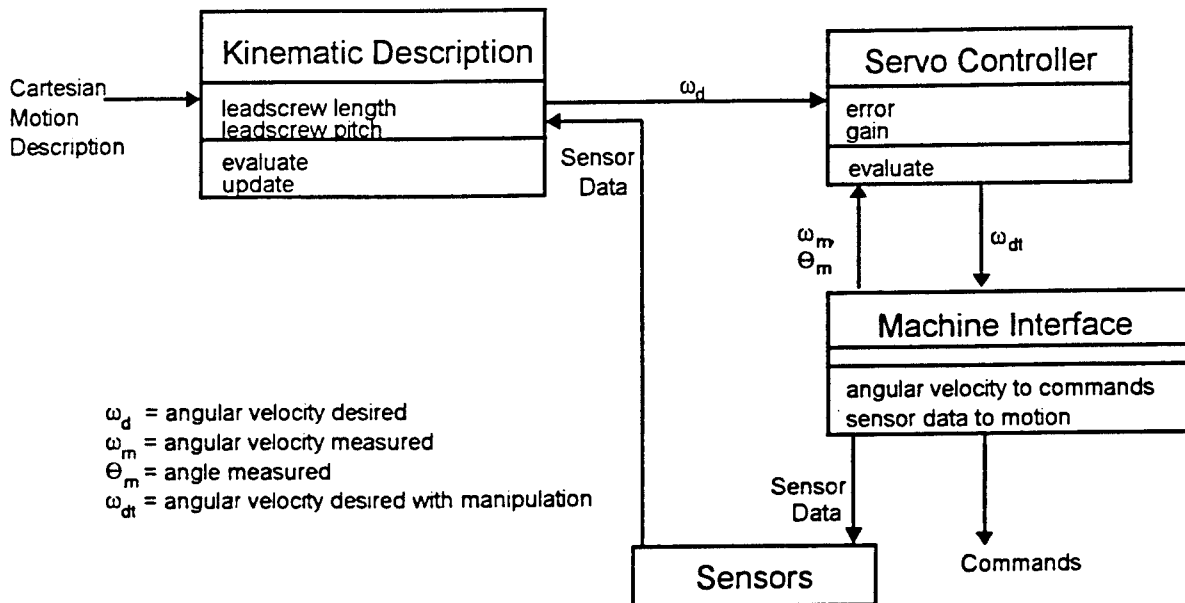 Kinematic Description
leadscrew length
leadscrew pitch
evaluate
update
Cartesian
Motion
Description
ω_d
Sensor
Data
Servo Controller
error
gain
evaluate
ω_m,
Θ_m
ω_dt
Machine Interface
angular velocity to commands
sensor data to motion
ω_d = angular velocity desired
ω_m = angular velocity measured
Θ_m = angle measured
ω_dt = angular velocity desired with manipulation
Sensor
Data
Commands
Sensors